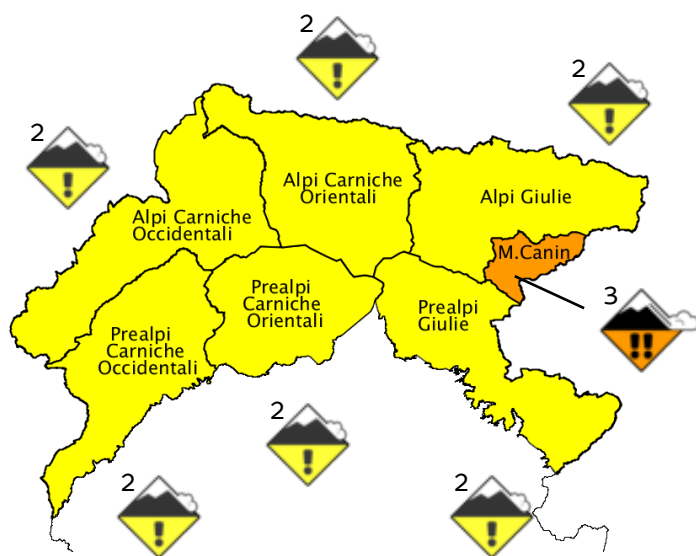 2
2
2
2
Alpi Carniche
Orientali
Alpi Giulie
Alpi Carniche
Occidentali
M.Canin
3
Prealpi
Carniche
Orientali
Prealpi
Giulie
Prealpi
Carniche
Occidentali
2
2
!
!
!
!
!!
!
!
!